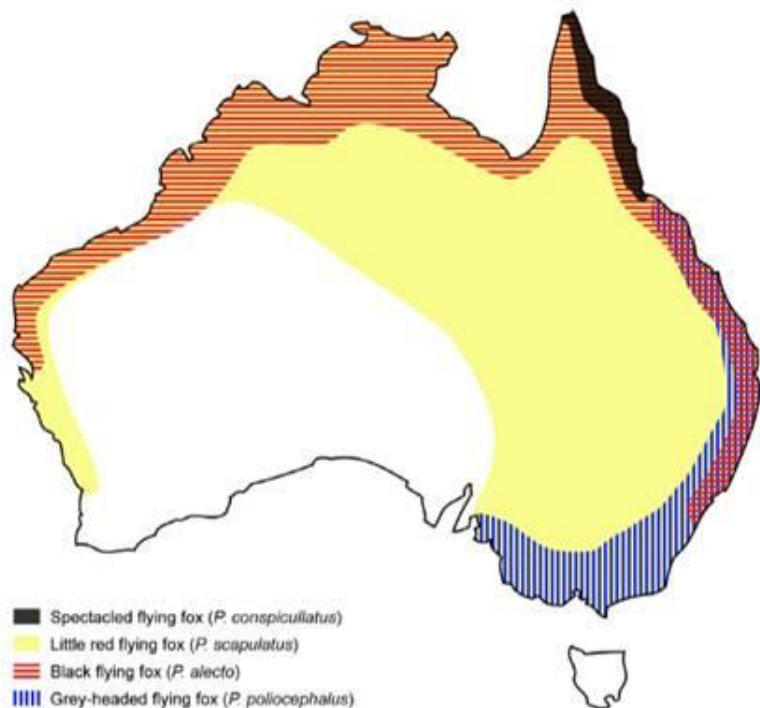 Spectacled flying fox (P. conspicullatus)
Little red flying fox (P. scapulatus)
Black flying fox (P. alecto)
Grey-headed flying fox (P. poliocephalus)